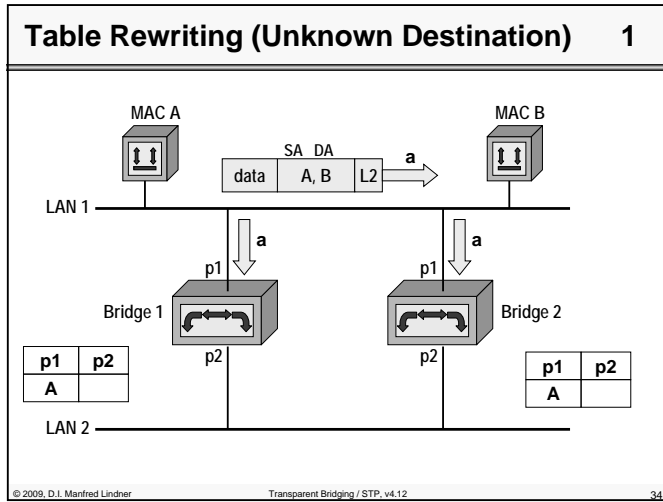 Table Rewriting (Unknown Destination) 1
MAC A
MAC B
SA DA
data A, B L2
a
LAN 1
a
a
p1
p1
Bridge 1
Bridge 2
p2
p2
p1 p2
A
p1 p2
A
LAN 2
© 2009, D.I. Manfred Lindner
Transparent Bridging / STP, v4.12
34